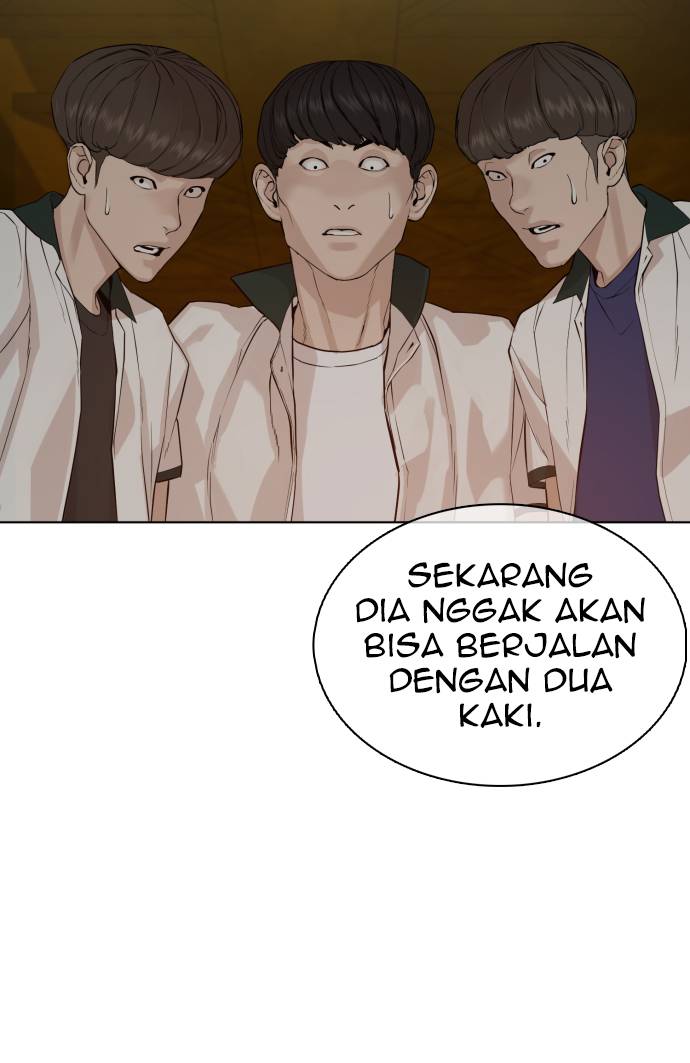 SEKARANG
DIA NGGAK AKAN
BISA BERJALAN
DENGAN DUA
KAKI.